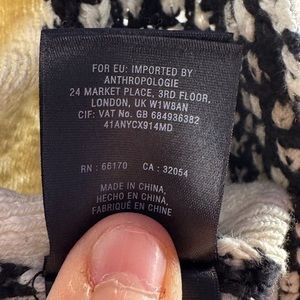 FOR EU: IMPORTED BY
ANTHROPOLOGIE
24 MARKET PLACE, 3RD FLOOR,
LONDON, UK W1W8AN
CIF: VAT No. GB 684936382
41ANYCX914MD
RN : 66170 CA : 32054
MADE IN CHINA,
HECHO EN CHINA,
FABRIQUÉ EN CHINE